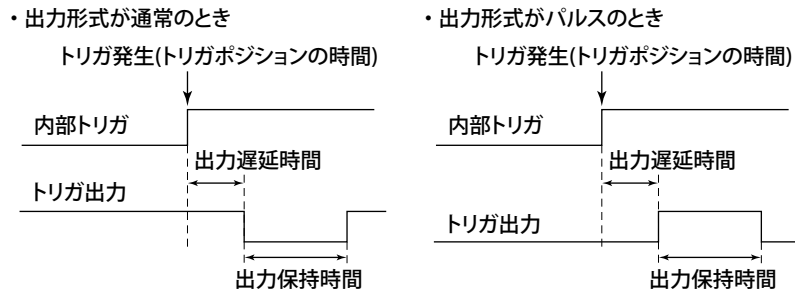 ・出力形式が通常のとき
トリガ発生(トリガポジションの時間)
内部トリガ
出力遅延時間
トリガ出力
出力保持時間
・出力形式がパルスのとき
トリガ発生(トリガポジションの時間)
内部トリガ
出力遅延時間
トリガ出力
出力保持時間